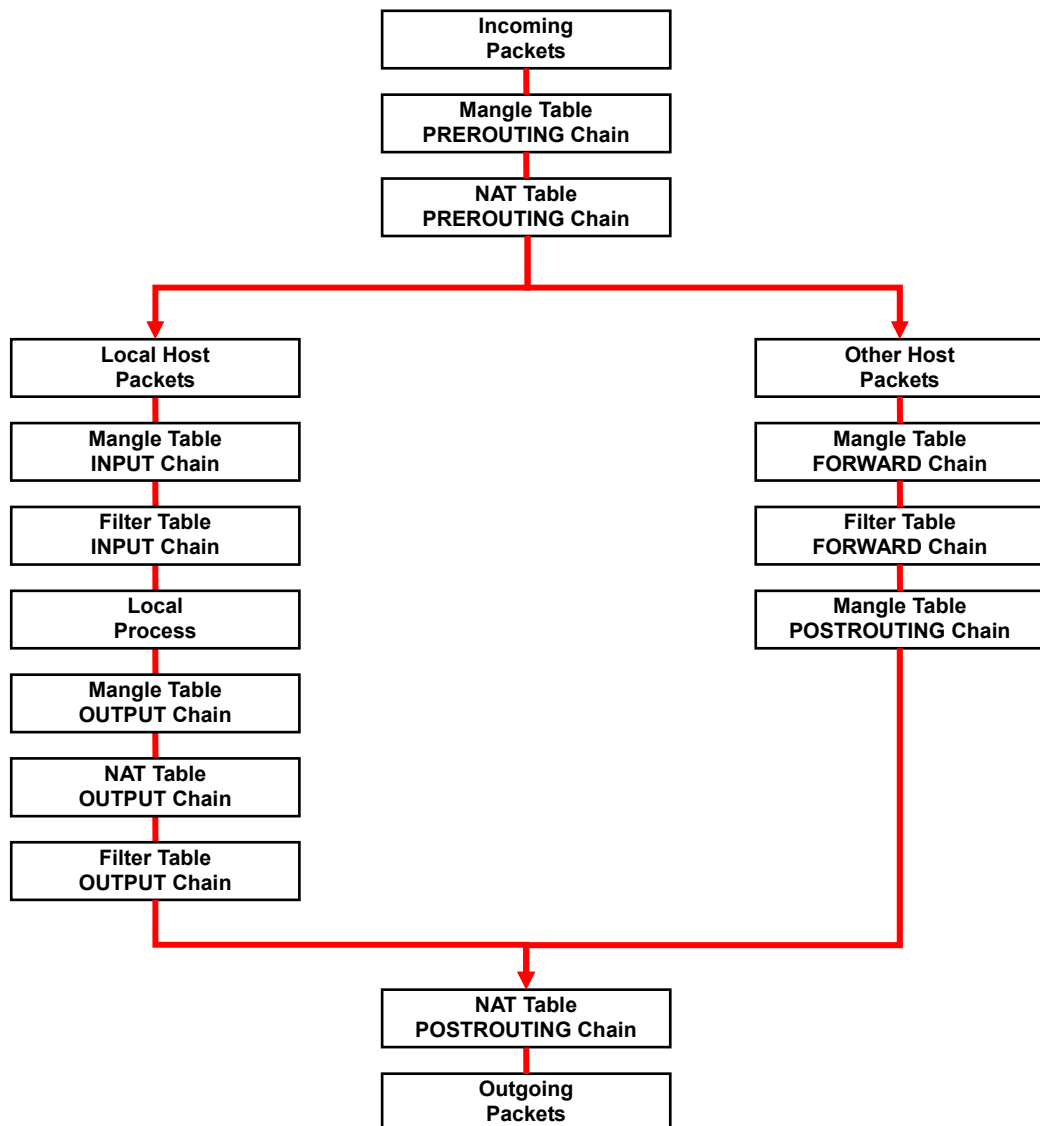 Incoming
Packets
Mangle Table
PREROUTING Chain
NAT Table
PREROUTING Chain
Local Host
Packets
Mangle Table
INPUT Chain
Filter Table
INPUT Chain
Local
Process
Mangle Table
OUTPUT Chain
NAT Table
OUTPUT Chain
Filter Table
OUTPUT Chain
Other Host
Packets
Mangle Table
FORWARD Chain
Filter Table
FORWARD Chain
Mangle Table
POSTROUTING Chain
NAT Table
POSTROUTING Chain
Outgoing
Packets